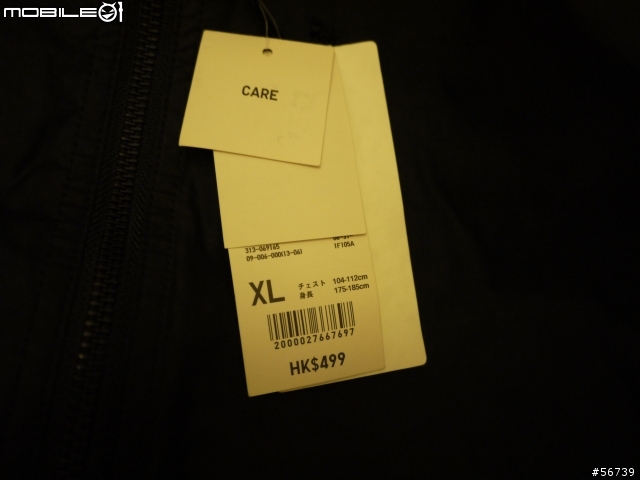 MOBILE01
CARE
313-069165
09-006-000(13-06)
1F105A
XL
チェスト 104-112cm
身長 175-185cm
2000027667697
HK$499
#56739